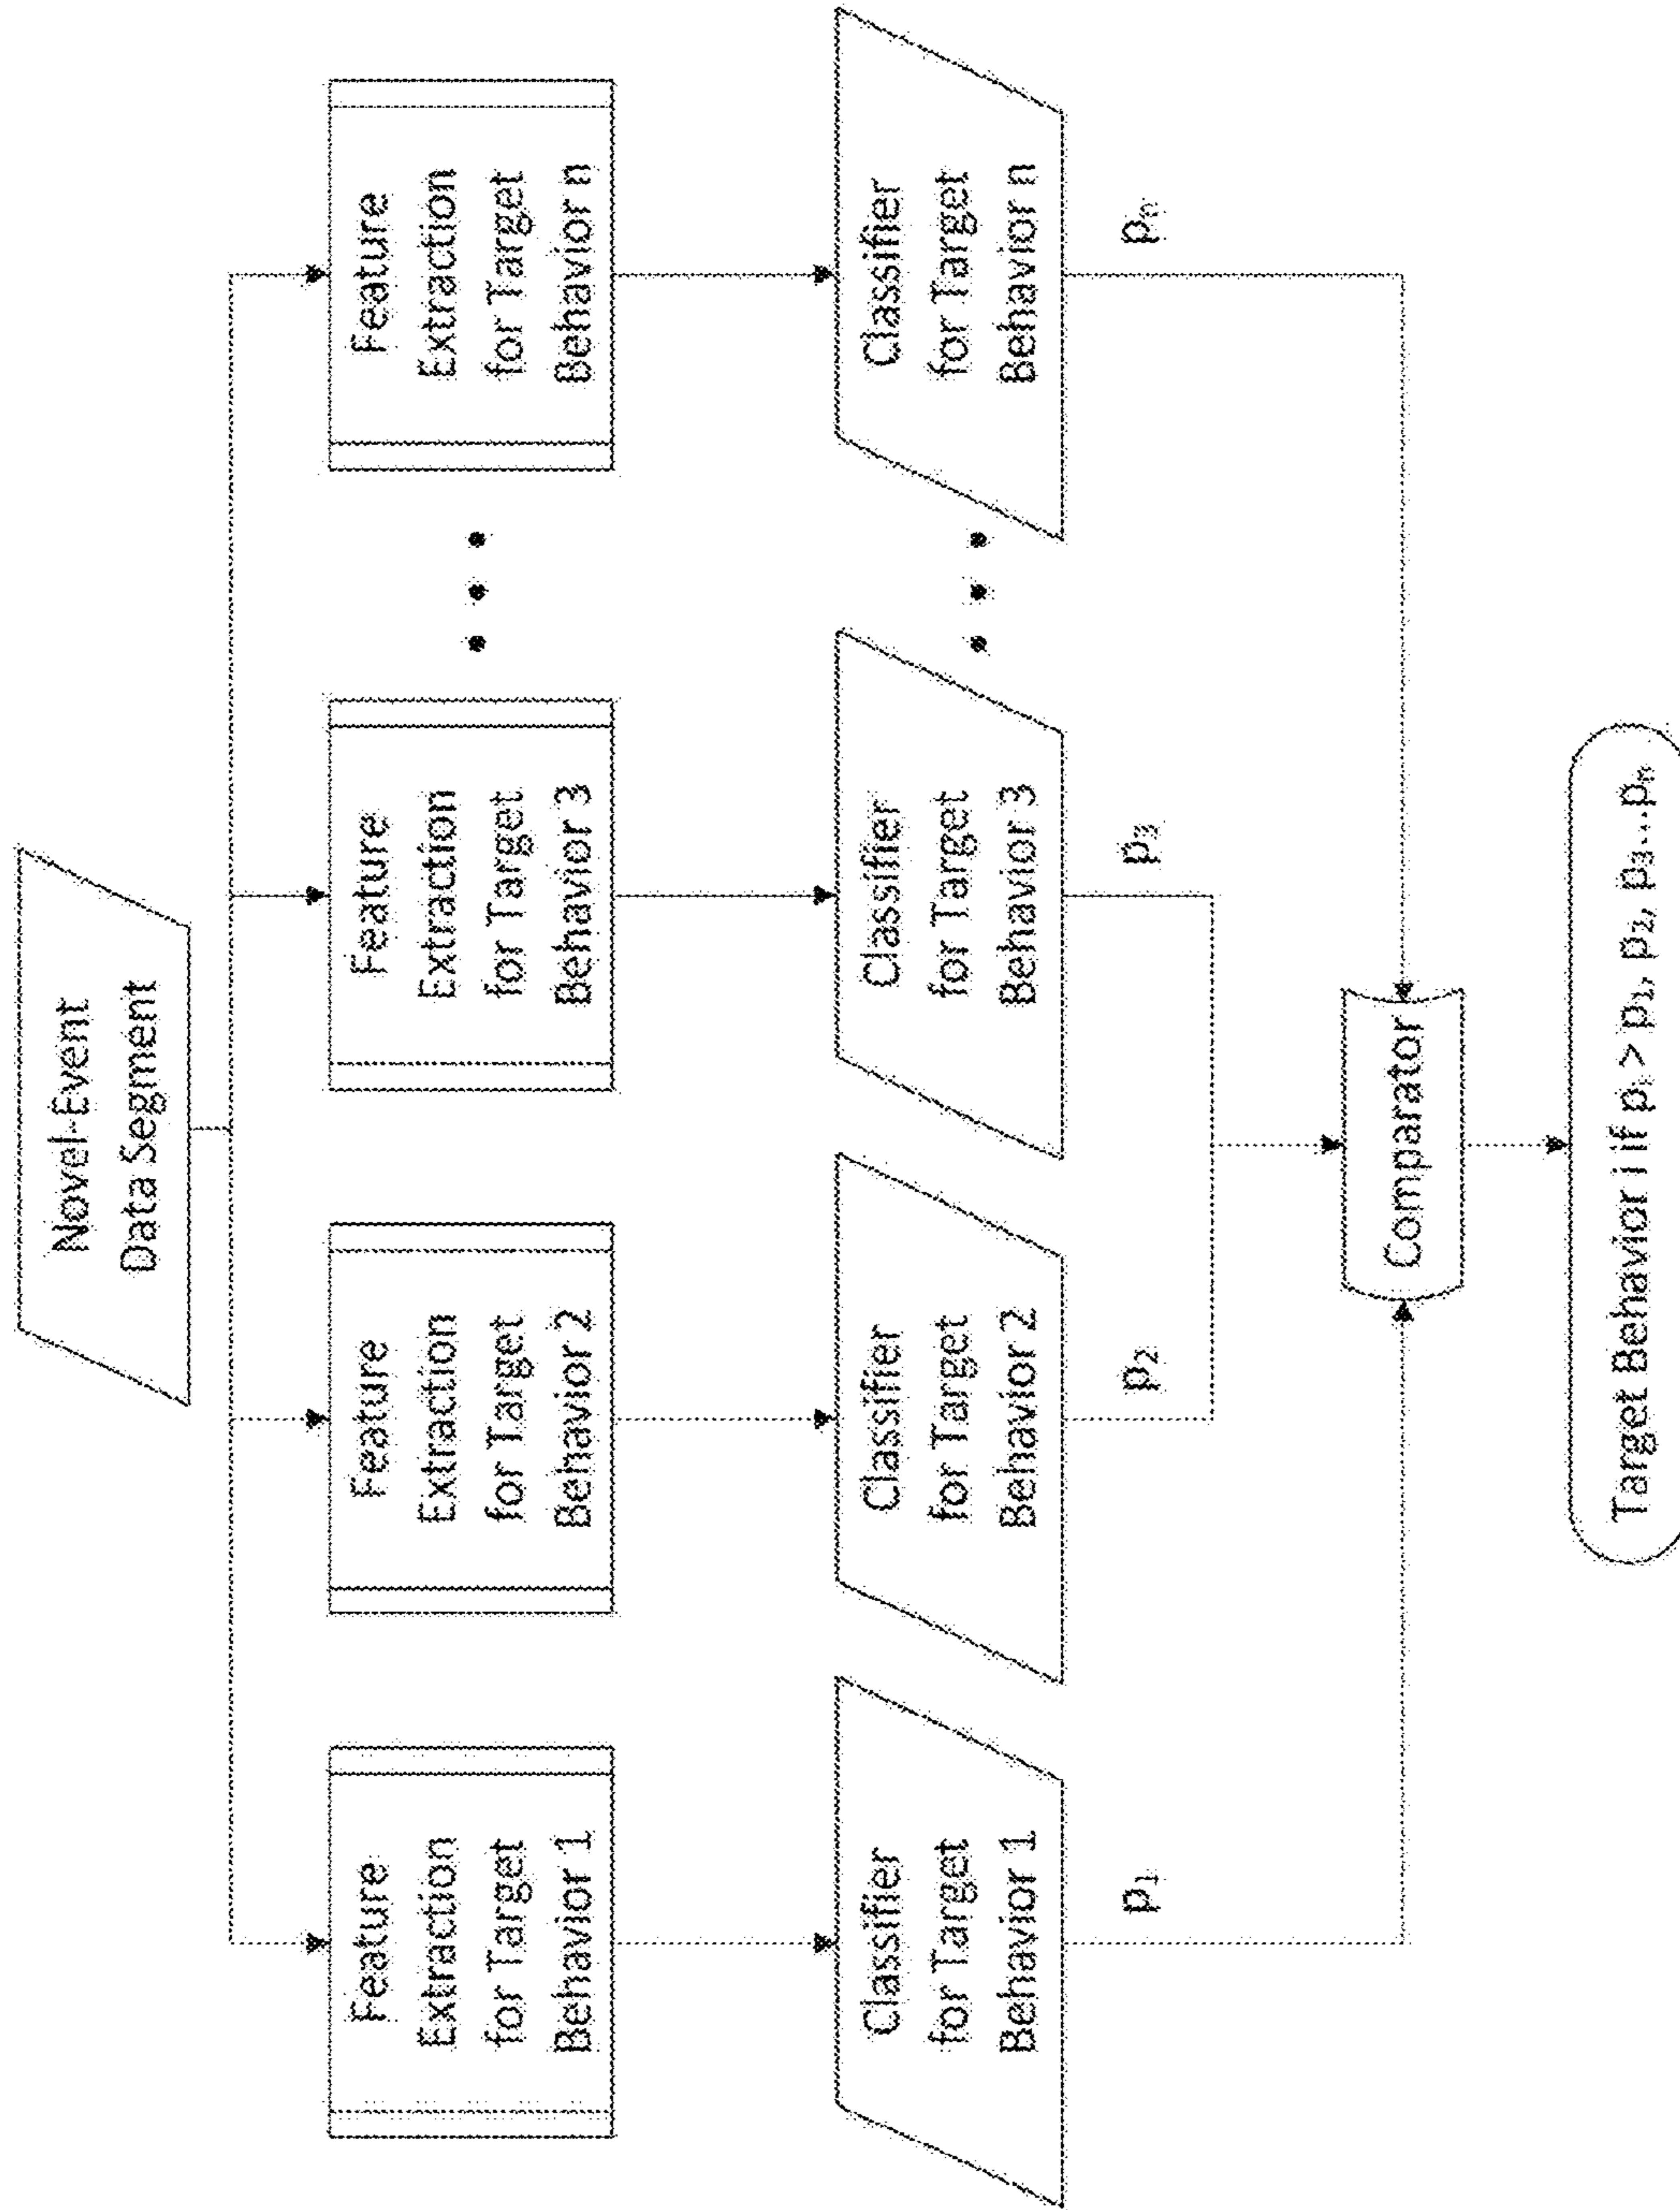 Novel-Event
Data Segment
Feature
Extraction
for Target
Behavior 1
Feature
Extraction
for Target
Behavior 2
Feature
Extraction
for Target
Behavior 3
Feature
Extraction
for Target
Behavior n
Classifier
for Target
Behavior 1
Classifier
for Target
Behavior 2
Classifier
for Target
Behavior 3
Classifier
for Target
Behavior n
p₁
p₂
p₃
pₙ
Comparator
Target Behavior i if pᵢ > p₁, p₂, p₃...pₙ